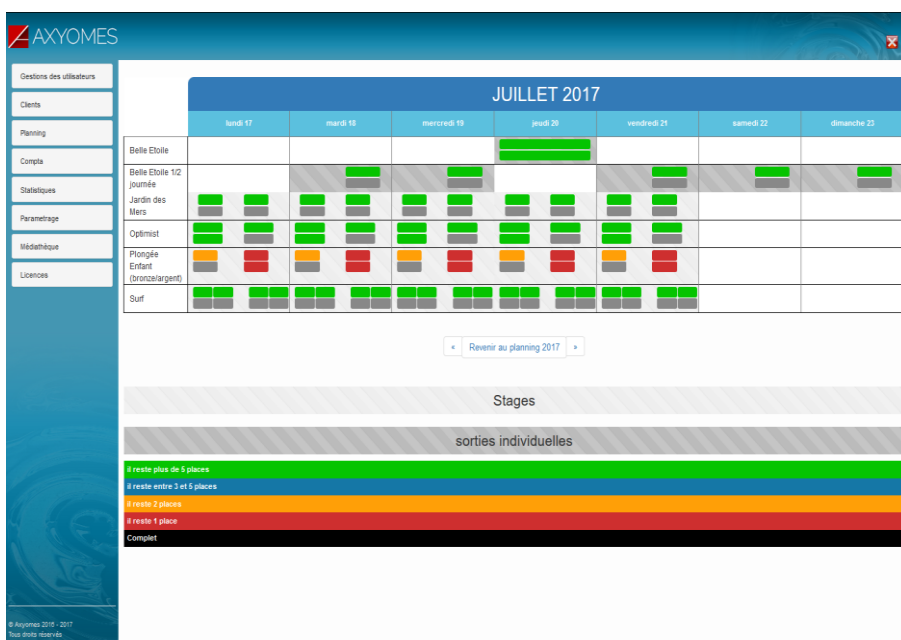 AXYOMES
Gestions des utilisateurs
Clients
Planning
Compta
Statistiques
Parametrage
Médiathèque
Licences
JUILLET 2017
lundi 17
mardi 18
mercredi 19
jeudi 20
vendredi 21
samedi 22
dimanche 23
Belle Etoile
Belle Etoile 1/2
journée
Jardin des
Mers
Optimist
Plongée
Enfant
(bronze/argent)
Surf
« Revenir au planning 2017 »
Stages
sorties individuelles
il reste plus de 5 places
il reste entre 3 et 5 places
il reste 2 places
il reste 1 place
Complet
© Axyomes 2016 - 2017
Tous droits réservés